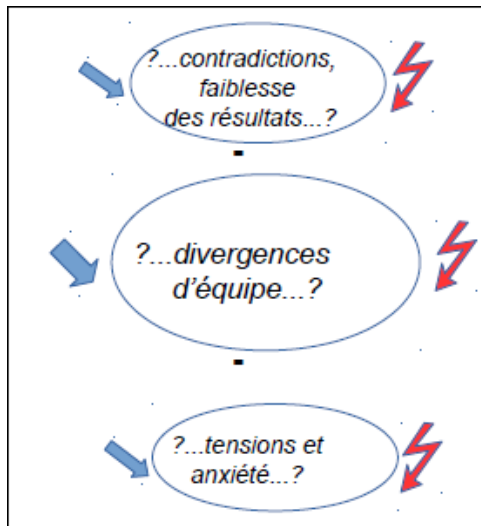 ?...contradictions,
faiblesse
des résultats...?
-
?...divergences
d'équipe...?
-
?...tensions et
anxiété...?